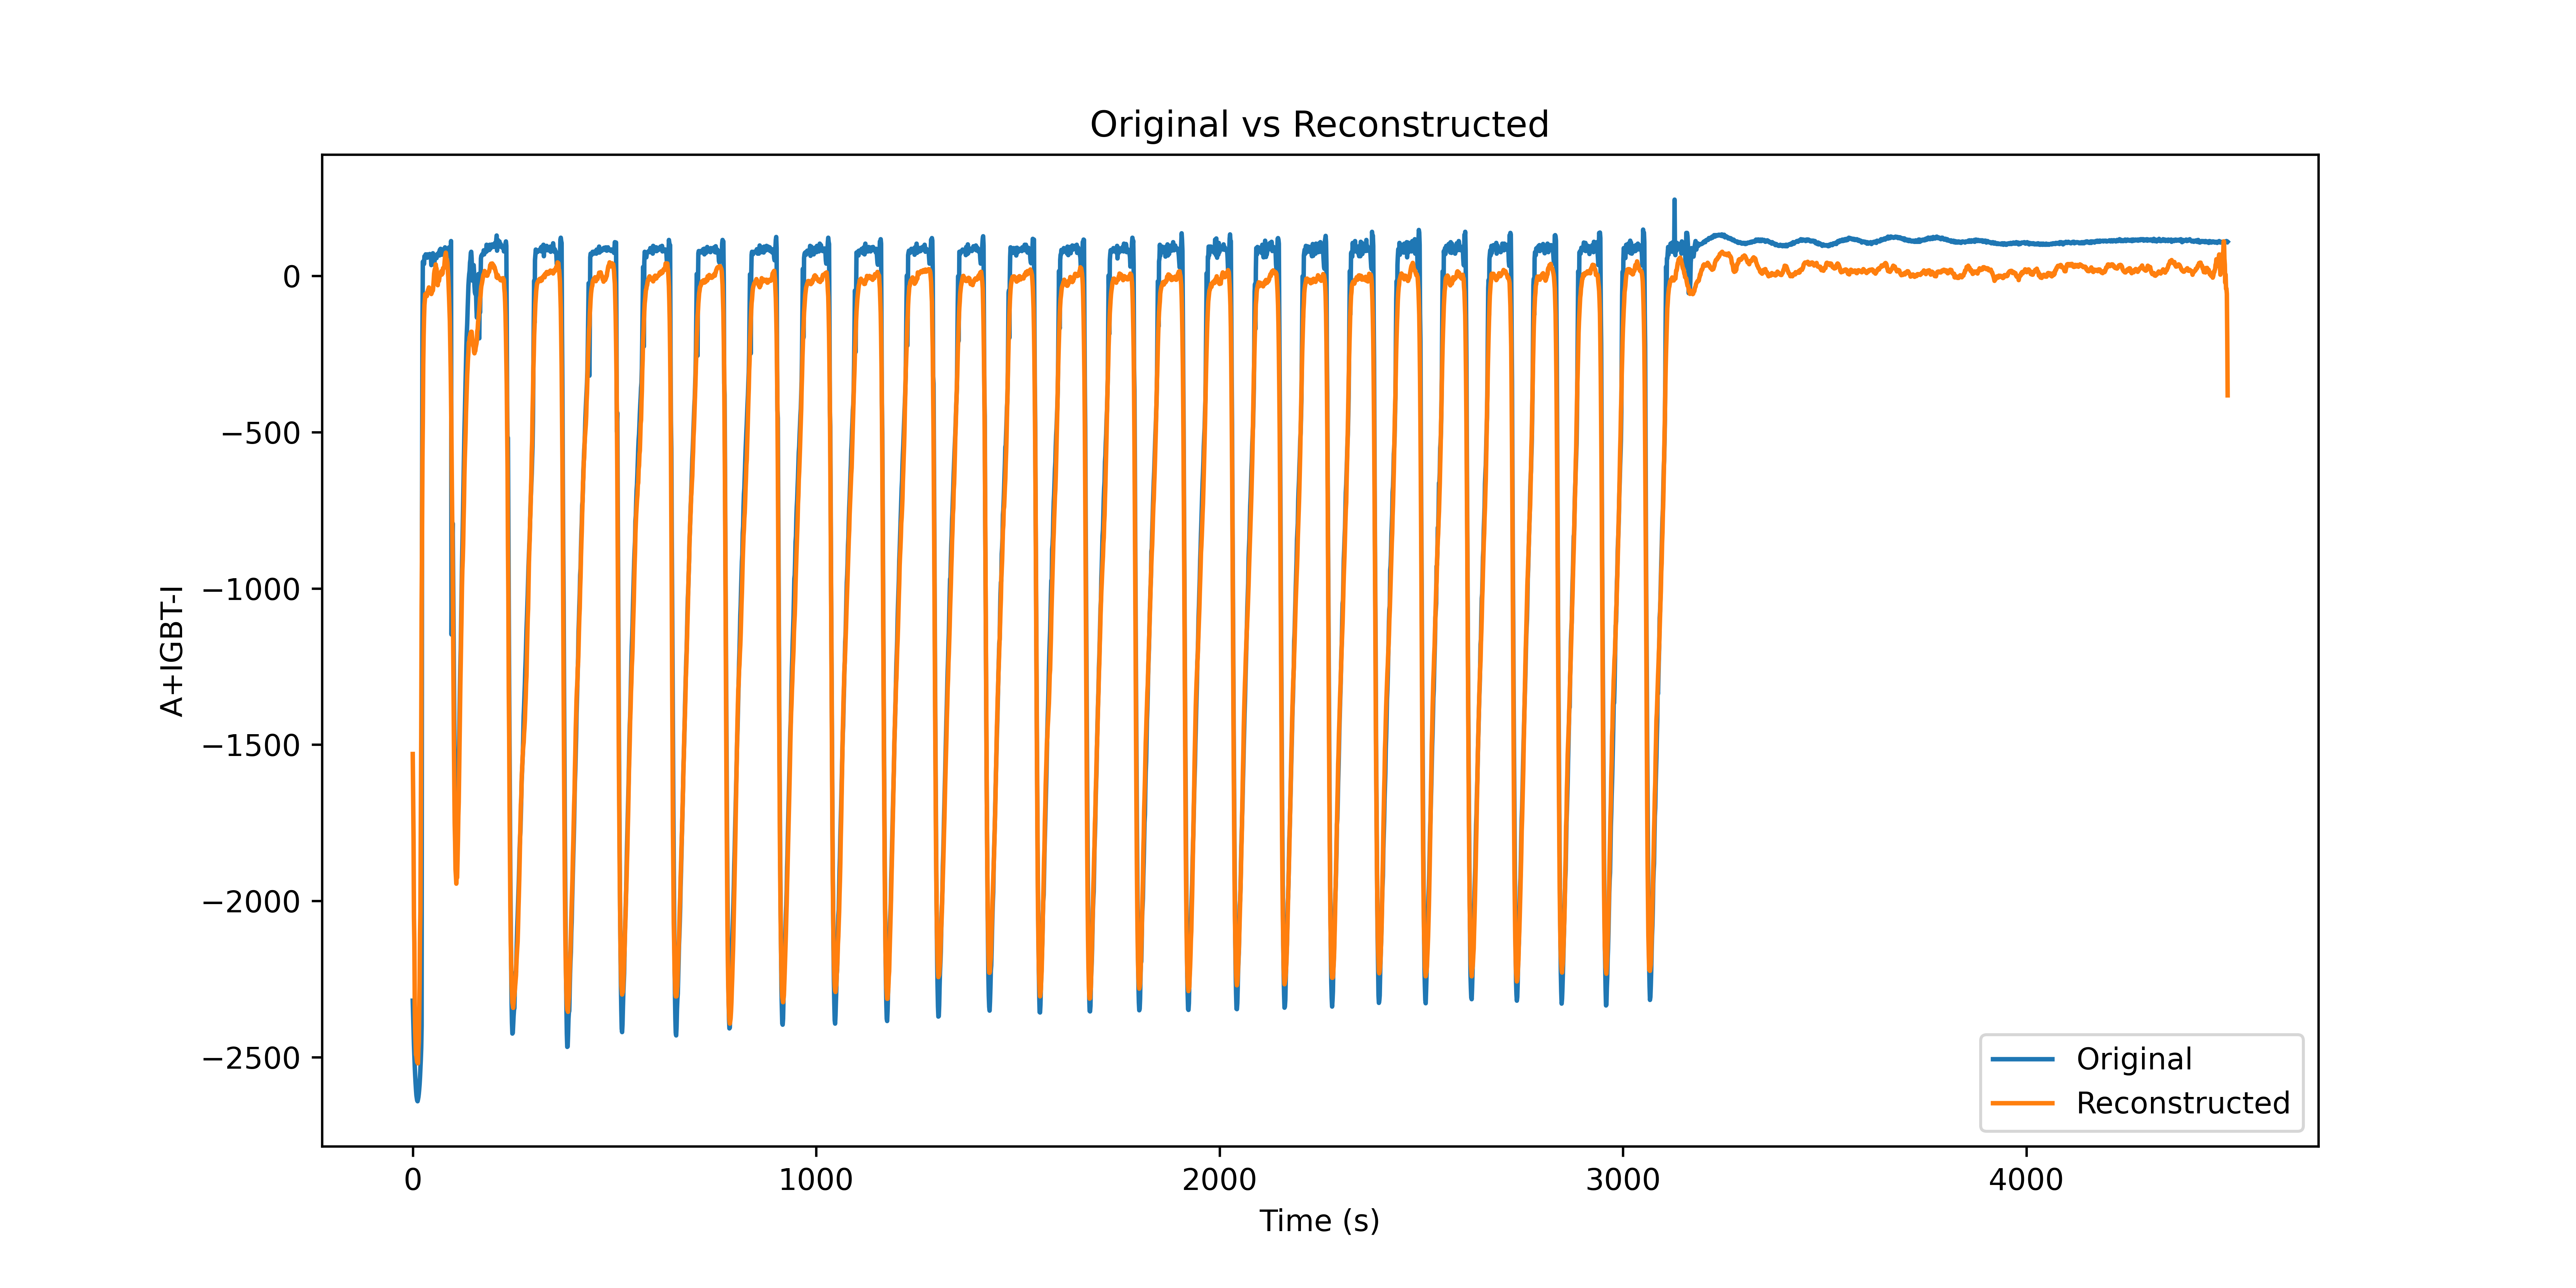 Original vs Reconstructed
A+IGBT-I
0
−500
−1000
−1500
−2000
−2500
0
1000
2000
3000
4000
Time (s)
Original
Reconstructed